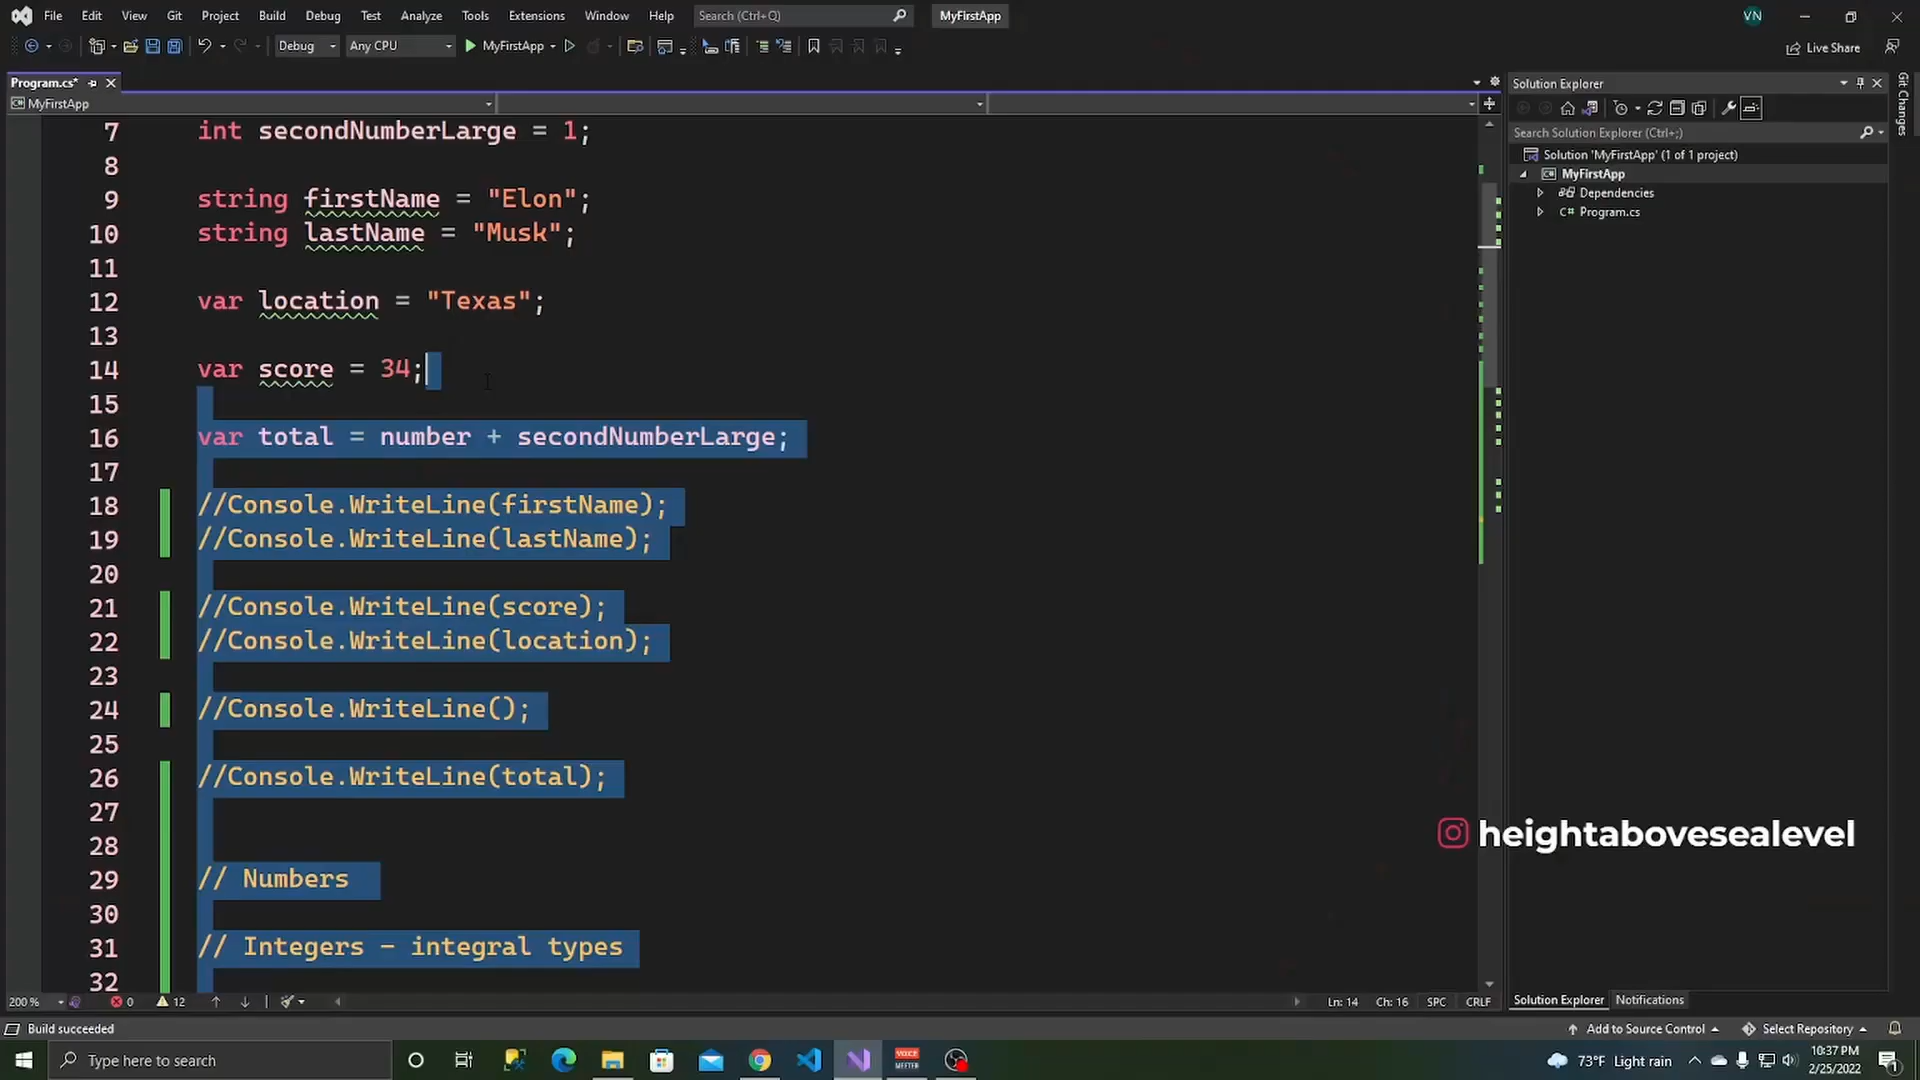 File Edit View Git Project Build Debug Test Analyze Tools Extensions Window Help Search (Ctrl+Q) MyFirstApp VN
Debug Any CPU MyFirstApp Live Share
Program.cs*
MyFirstApp
7 int secondNumberLarge = 1;
8
9 string firstName = "Elon";
10 string lastName = "Musk";
11
12 var location = "Texas";
13
14 var score = 34;
15
16 var total = number + secondNumberLarge;
17
18 //Console.WriteLine(firstName);
19 //Console.WriteLine(lastName);
20
21 //Console.WriteLine(score);
22 //Console.WriteLine(location);
23
24 //Console.WriteLine();
25
26 //Console.WriteLine(total);
27
28
29 // Numbers
30
31 // Integers - integral types
32
200 % 0 12 Ln: 14 Ch: 16 SPC CRLF
Solution Explorer
Search Solution Explorer (Ctrl+;)
Solution 'MyFirstApp' (1 of 1 project)
MyFirstApp
Dependencies
C# Program.cs
Git Changes
heightabovesealevel
Solution Explorer Notifications
Build succeeded Add to Source Control Select Repository
Type here to search
VOICE
MEETER
73°F Light rain
10:37 PM
2/25/2022
1